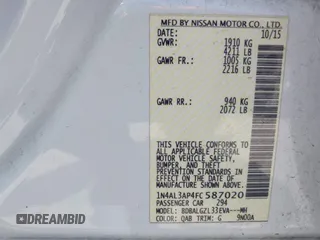 MFD BY NISSAN MOTOR CO., LTD.
DATE: 10/15
GVWR: 1910 KG
4211 LB
GAWR FR.: 1005 KG
2216 LB
GAWR RR.: 940 KG
2072 LB
THIS VEHICLE CONFORMS TO ALL
APPLICABLE FEDERAL MOTOR VEHICLE
SAFETY, BUMPER, AND THEFT
PREVENTION STANDARDS IN EFFECT
ON THE DATE OF MANUFACTURE
SHOWN ABOVE.
1N4AL3AP4FC587020
PASSENGER CAR 294
MODEL: BDBALGZL33EVA---MH
COLOR: QAB TRIM: G
AutoHelperBot.com